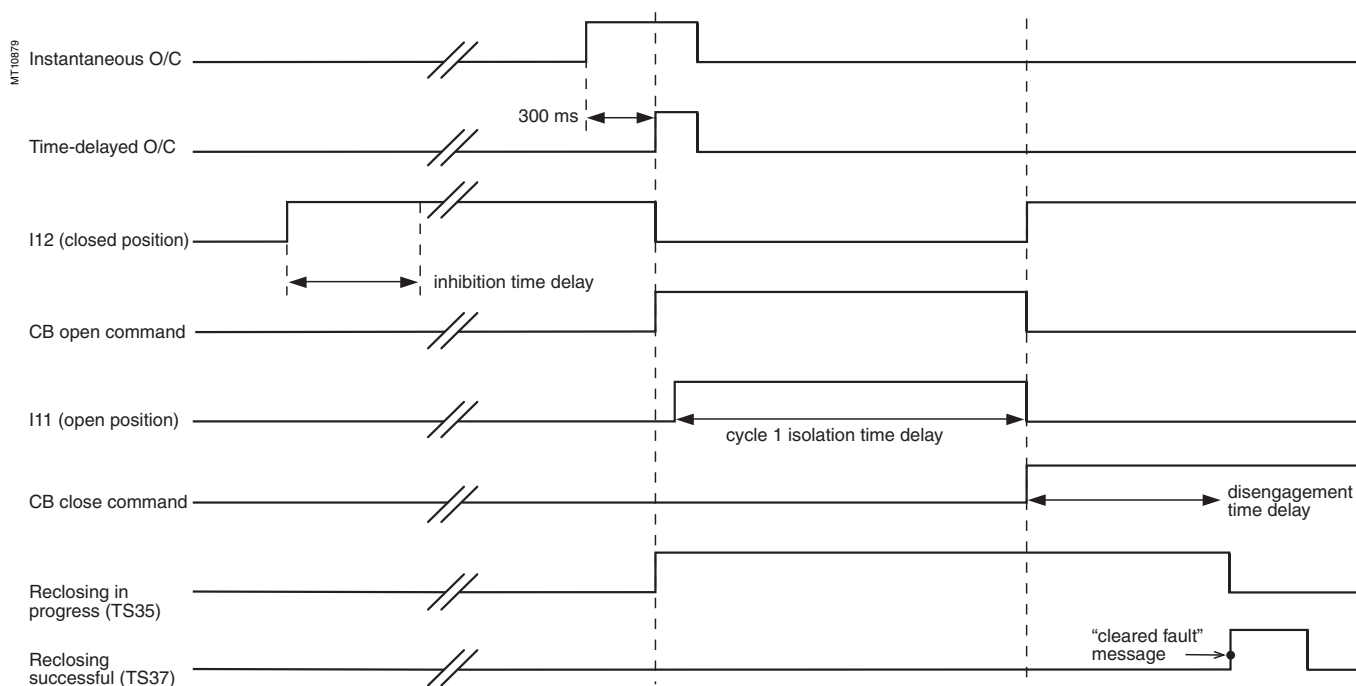 MT10879
Instantaneous O/C
300 ms
Time-delayed O/C
I12 (closed position)
inhibition time delay
CB open command
I11 (open position)
cycle 1 isolation time delay
CB close command
disengagement
time delay
Reclosing in
progress (TS35)
“cleared fault”
message
Reclosing
successful (TS37)